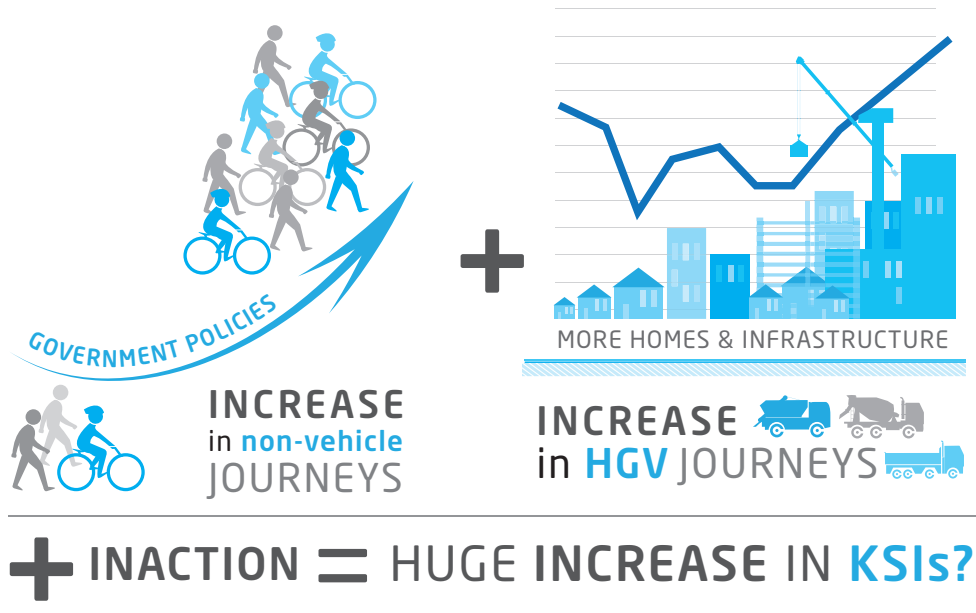 GOVERNMENT POLICIES
INCREASE
in non-vehicle
JOURNEYS
+
MORE HOMES & INFRASTRUCTURE
INCREASE
in HGV JOURNEYS
+ INACTION = HUGE INCREASE IN KSIs?